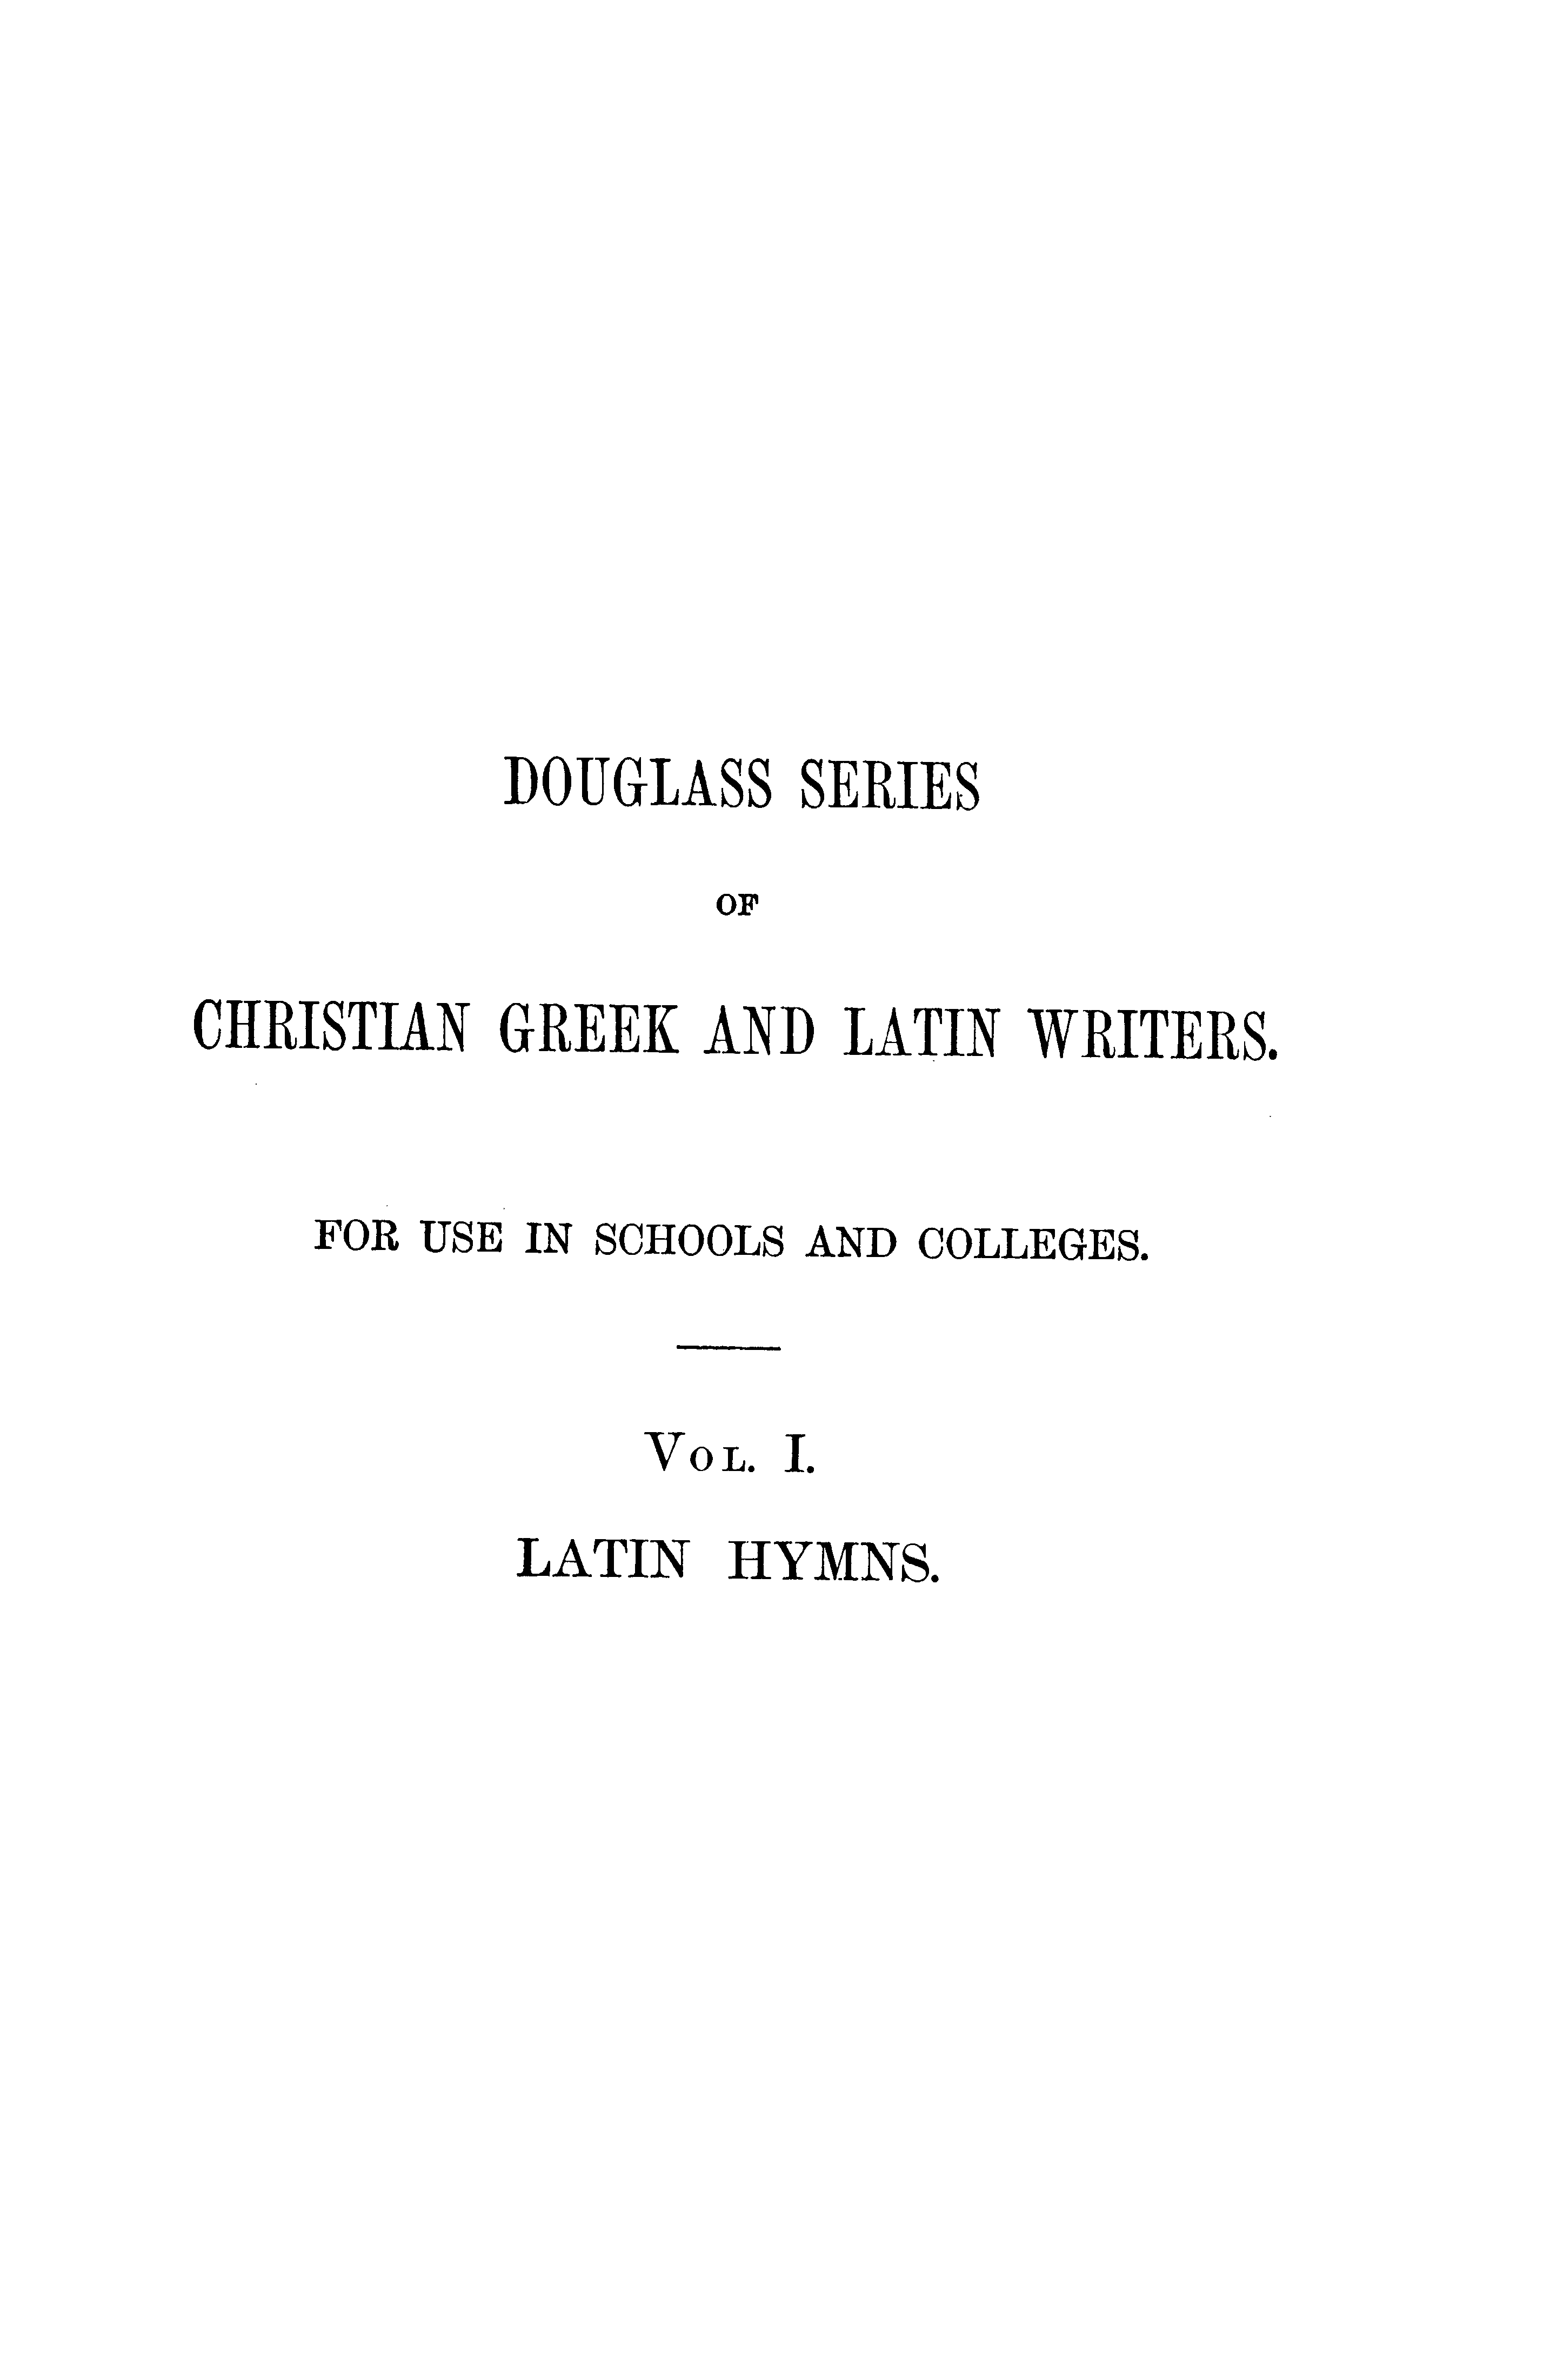 DOUGLASS SERIES
OF
CHRISTIAN GREEK AND LATIN WRITERS.
FOR USE IN SCHOOLS AND COLLEGES.
VOL. I.
LATIN HYMNS.